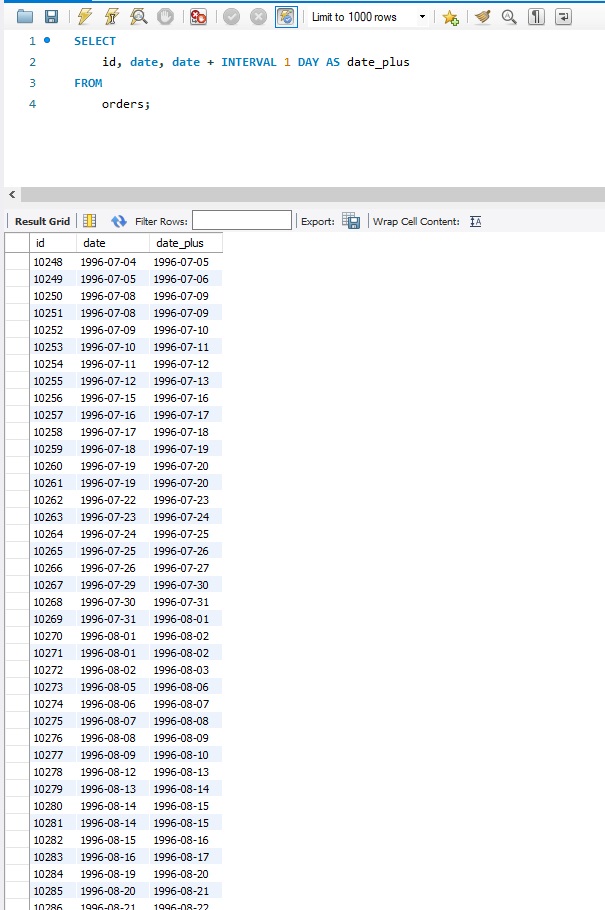 Limit to 1000 rows
1 SELECT
2 id, date, date + INTERVAL 1 DAY AS date_plus
3 FROM
4 orders;
Result Grid Filter Rows: Export: Wrap Cell Content:
id date date_plus
10248 1996-07-04 1996-07-05
10249 1996-07-05 1996-07-06
10250 1996-07-08 1996-07-09
10251 1996-07-08 1996-07-09
10252 1996-07-09 1996-07-10
10253 1996-07-10 1996-07-11
10254 1996-07-11 1996-07-12
10255 1996-07-12 1996-07-13
10256 1996-07-15 1996-07-16
10257 1996-07-16 1996-07-17
10258 1996-07-17 1996-07-18
10259 1996-07-18 1996-07-19
10260 1996-07-19 1996-07-20
10261 1996-07-19 1996-07-20
10262 1996-07-22 1996-07-23
10263 1996-07-23 1996-07-24
10264 1996-07-24 1996-07-25
10265 1996-07-25 1996-07-26
10266 1996-07-26 1996-07-27
10267 1996-07-29 1996-07-30
10268 1996-07-30 1996-07-31
10269 1996-07-31 1996-08-01
10270 1996-08-01 1996-08-02
10271 1996-08-01 1996-08-02
10272 1996-08-02 1996-08-03
10273 1996-08-05 1996-08-06
10274 1996-08-06 1996-08-07
10275 1996-08-07 1996-08-08
10276 1996-08-08 1996-08-09
10277 1996-08-09 1996-08-10
10278 1996-08-12 1996-08-13
10279 1996-08-13 1996-08-14
10280 1996-08-14 1996-08-15
10281 1996-08-14 1996-08-15
10282 1996-08-15 1996-08-16
10283 1996-08-16 1996-08-17
10284 1996-08-19 1996-08-20
10285 1996-08-20 1996-08-21
10286 1996-08-21 1996-08-22